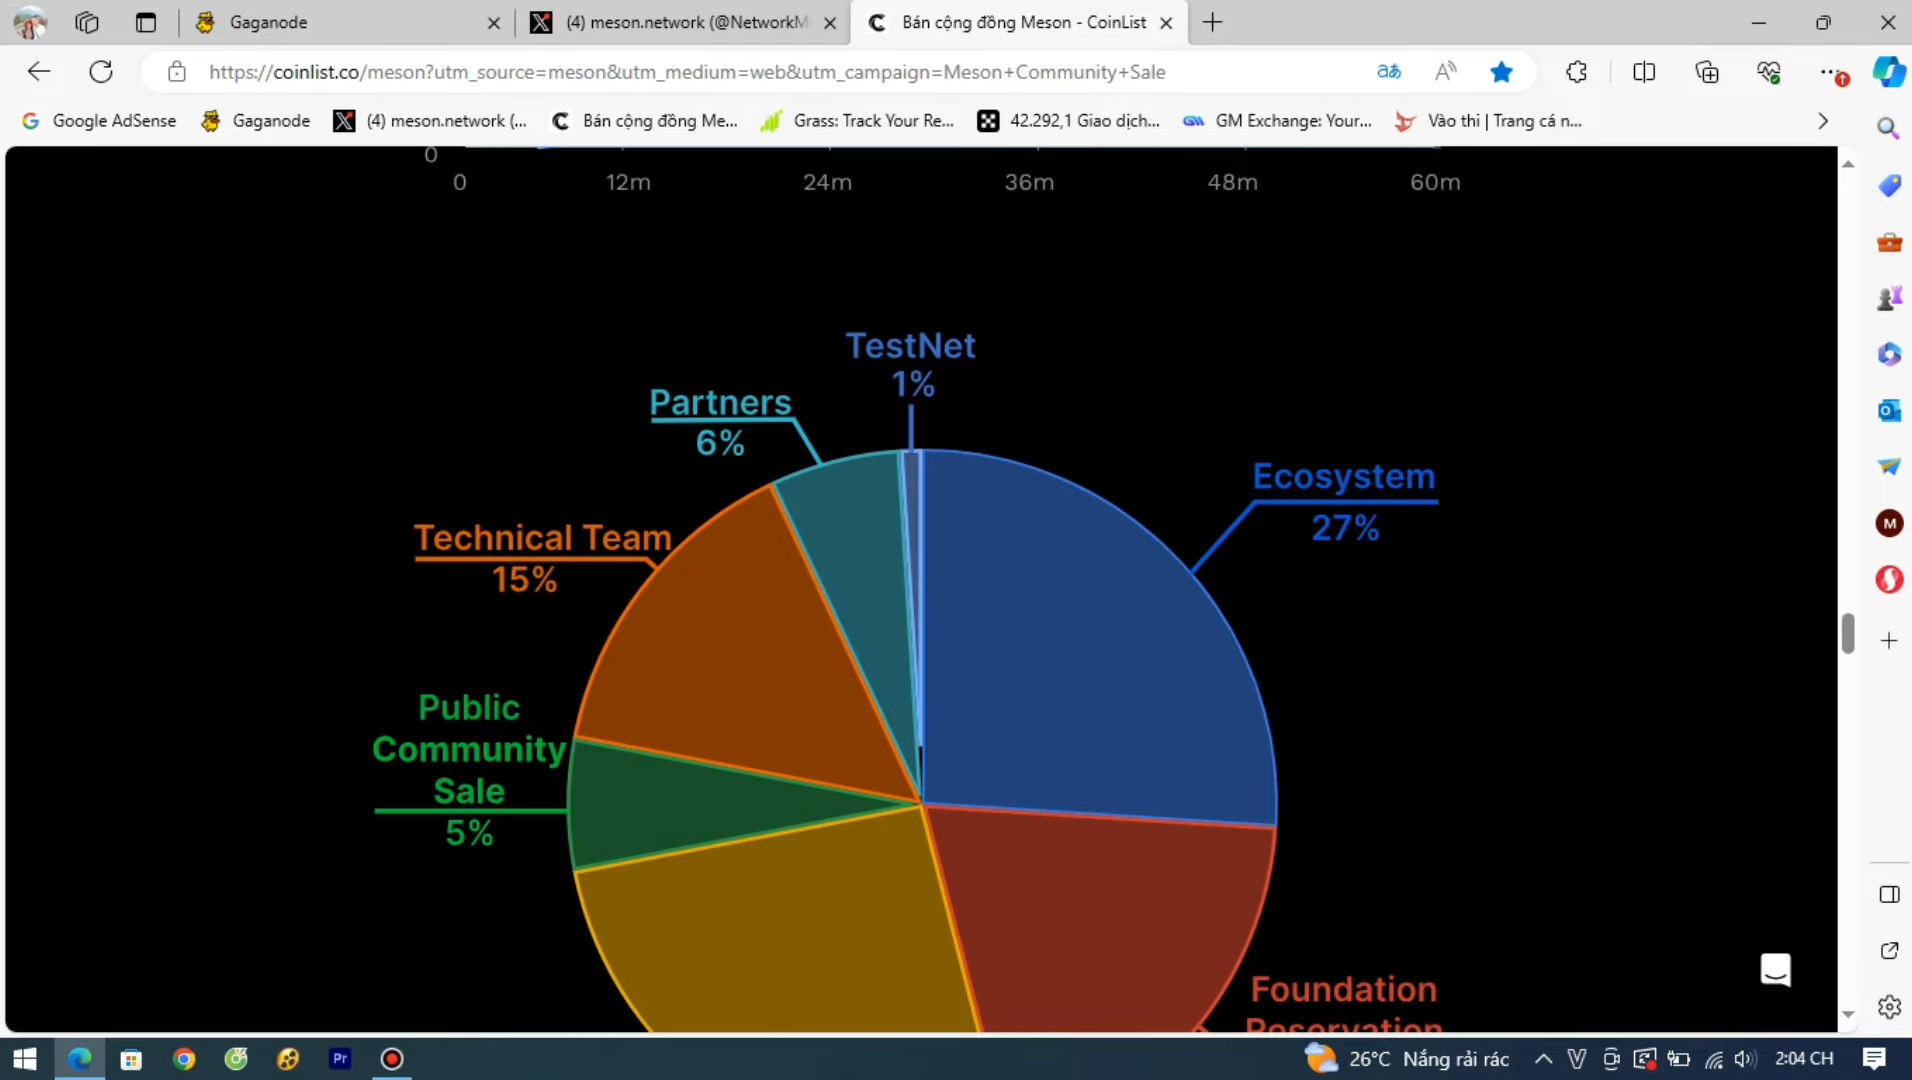 Gaganode
(4) meson.network (@NetworkM
Bán cộng đồng Meson - CoinList
https://coinlist.co/meson?utm_source=meson&utm_medium=web&utm_campaign=Meson+Community+Sale
Google AdSense
Gaganode
(4) meson.network (...
Bán cộng đồng Me...
Grass: Track Your Re...
42.292,1 Giao dịch...
GM Exchange: Your...
Vào thi | Trang cá n...
0
0
12m
24m
36m
48m
60m
TestNet
1%
Partners
6%
Ecosystem
27%
Technical Team
15%
Public
Community
Sale
5%
Foundation
Reservation
M
Pr
26°C Nắng rải rác
2:04 CH